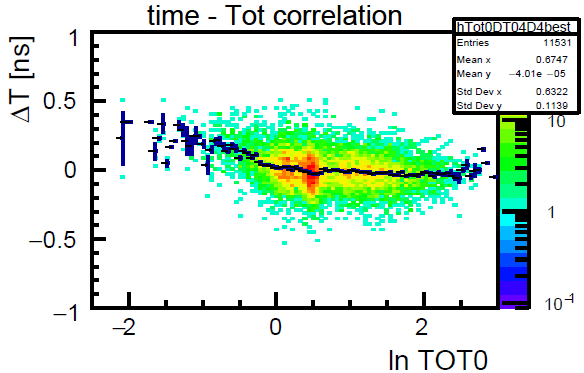 time - Tot correlation
hTot0DT04D4best
Entries 11531
Mean x 0.6747
Mean y −4.01e −05
Std Dev x 0.6322
Std Dev y 0.1139
ΔT [ns]
1
0.5
0
−0.5
−1
10
1
10⁻¹
−2 0 2
ln TOT0